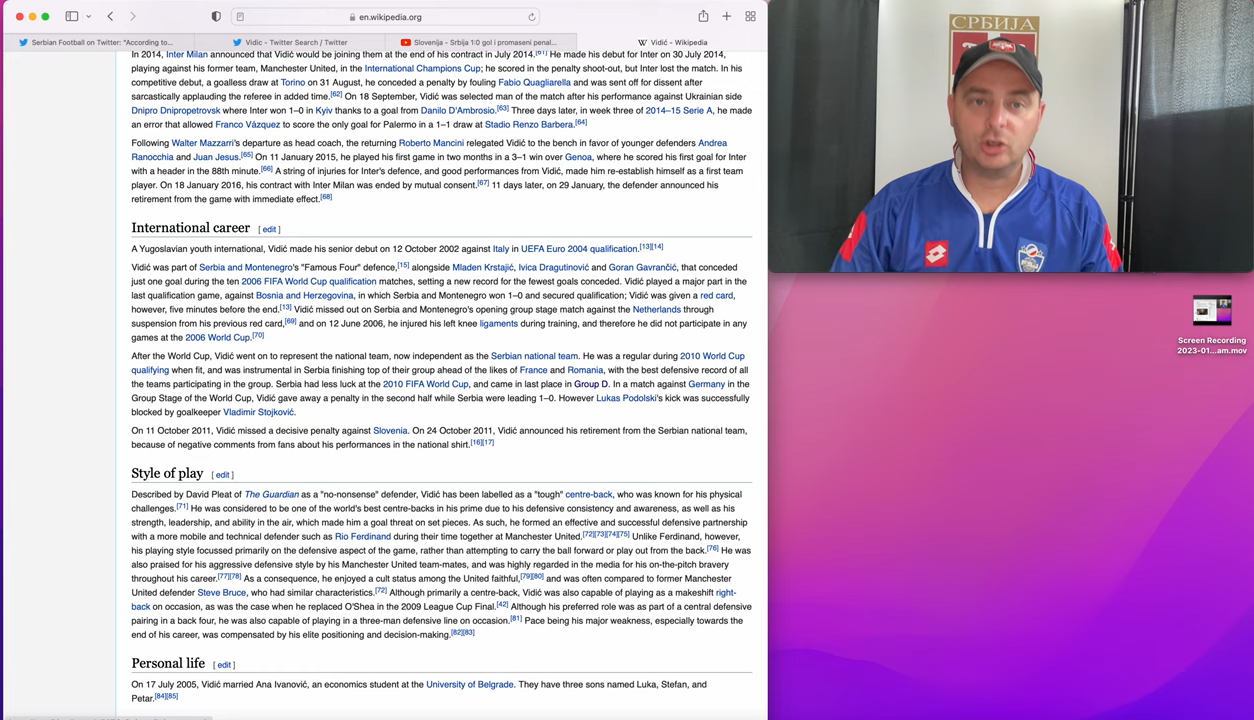 en.wikipedia.org
Serbian Football on Twitter: "According to...
Vidic - Twitter Search / Twitter
Slovenija - Srbija 1:0 gol i promaseni penal...
Vidić - Wikipedia
In 2014, Inter Milan announced that Vidić would be joining them at the end of his contract in July 2014.[61] He made his debut for Inter on 30 July 2014,
playing against his former team, Manchester United, in the International Champions Cup; he scored in the penalty shoot-out, but Inter lost the match. In his
competitive debut, a goalless draw at Torino on 31 August, he conceded a penalty by fouling Fabio Quagliarella and was sent off for dissent after
sarcastically applauding the referee in added time.[62] On 18 September, Vidić was selected man of the match after his performance against Ukrainian side
Dnipro Dnipropetrovsk where Inter won 1–0 in Kyiv thanks to a goal from Danilo D'Ambrosio.[63] Three days later, in week three of 2014–15 Serie A, he made
an error that allowed Franco Vázquez to score the only goal for Palermo in a 1–1 draw at Stadio Renzo Barbera.[64]
Following Walter Mazzarri's departure as head coach, the returning Roberto Mancini relegated Vidić to the bench in favor of younger defenders Andrea
Ranocchia and Juan Jesus.[65] On 11 January 2015, he played his first game in two months in a 3–1 win over Genoa, where he scored his first goal for Inter
with a header in the 88th minute.[66] A string of injuries for Inter's defence, and good performances from Vidić, made him re-establish himself as a first team
player. On 18 January 2016, his contract with Inter Milan was ended by mutual consent.[67] 11 days later, on 29 January, the defender announced his
retirement from the game with immediate effect.[68]
International career [ edit ]
A Yugoslavian youth international, Vidić made his senior debut on 12 October 2002 against Italy in UEFA Euro 2004 qualification.[13][14]
Vidić was part of Serbia and Montenegro's "Famous Four" defence,[15] alongside Mladen Krstajić, Ivica Dragutinović and Goran Gavrančić, that conceded
just one goal during the ten 2006 FIFA World Cup qualification matches, setting a new record for the fewest goals conceded. Vidić played a major part in the
last qualification game, against Bosnia and Herzegovina, in which Serbia and Montenegro won 1–0 and secured qualification; Vidić was given a red card,
however, five minutes before the end.[13] Vidić missed out on Serbia and Montenegro's opening group stage match against the Netherlands through
suspension from his previous red card,[69] and on 12 June 2006, he injured his left knee ligaments during training, and therefore he did not participate in any
games at the 2006 World Cup.[70]
After the World Cup, Vidić went on to represent the national team, now independent as the Serbian national team. He was a regular during 2010 World Cup
qualifying when fit, and was instrumental in Serbia finishing top of their group ahead of the likes of France and Romania, with the best defensive record of all
the teams participating in the group. Serbia had less luck at the 2010 FIFA World Cup, and came in last place in Group D. In a match against Germany in the
Group Stage of the World Cup, Vidić gave away a penalty in the second half while Serbia were leading 1–0. However Lukas Podolski's kick was successfully
blocked by goalkeeper Vladimir Stojković.
On 11 October 2011, Vidić missed a decisive penalty against Slovenia. On 24 October 2011, Vidić announced his retirement from the Serbian national team,
because of negative comments from fans about his performances in the national shirt.[16][17]
Style of play [ edit ]
Described by David Pleat of The Guardian as a "no-nonsense" defender, Vidić has been labelled as a "tough" centre-back, who was known for his physical
challenges.[71] He was considered to be one of the world's best centre-backs in his prime due to his defensive consistency and awareness, as well as his
strength, leadership, and ability in the air, which made him a goal threat on set pieces. As such, he formed an effective and successful defensive partnership
with a more mobile and technical defender such as Rio Ferdinand during their time together at Manchester United.[72][73][74][75] Unlike Ferdinand, however,
his playing style focussed primarily on the defensive aspect of the game, rather than attempting to carry the ball forward or play out from the back.[76] He was
also praised for his aggressive defensive style by his Manchester United team-mates, and was highly regarded in the media for his on-the-pitch bravery
throughout his career.[77][78] As a consequence, he enjoyed a cult status among the United faithful,[79][80] and was often compared to former Manchester
United defender Steve Bruce, who had similar characteristics.[72] Although primarily a centre-back, Vidić was also capable of playing as a makeshift right-
back on occasion, as was the case when he replaced O'Shea in the 2009 League Cup Final.[42] Although his preferred role was as part of a central defensive
pairing in a back four, he was also capable of playing in a three-man defensive line on occasion.[81] Pace being his major weakness, especially towards the
end of his career, was compensated by his elite positioning and decision-making.[82][83]
Personal life [ edit ]
On 17 July 2005, Vidić married Ana Ivanović, an economics student at the University of Belgrade. They have three sons named Luka, Stefan, and
Petar.[84][85]
СРБИЈА
Screen Recording
2023-01...am.mov